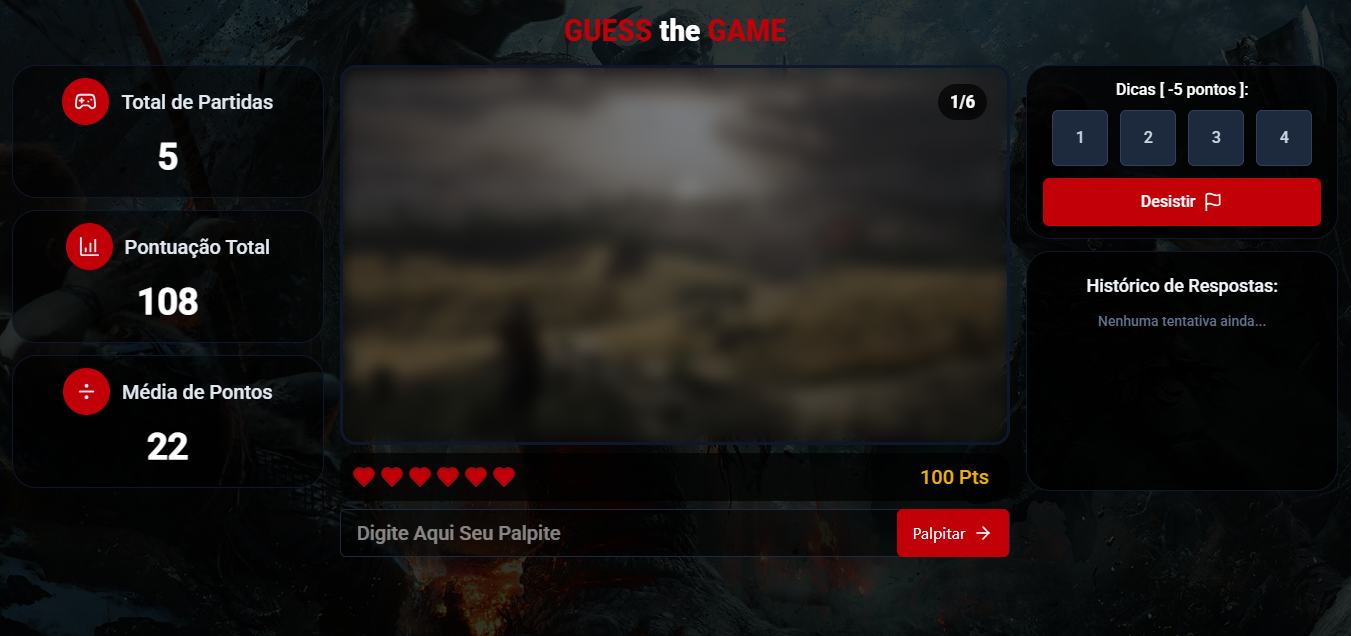 GUESS the GAME
Total de Partidas
5
Pontuação Total
108
Média de Pontos
22
1/6
100 Pts
Digite Aqui Seu Palpite
Palpitar
Dicas [ -5 pontos ]:
1 2 3 4
Desistir
Histórico de Respostas:
Nenhuma tentativa ainda...